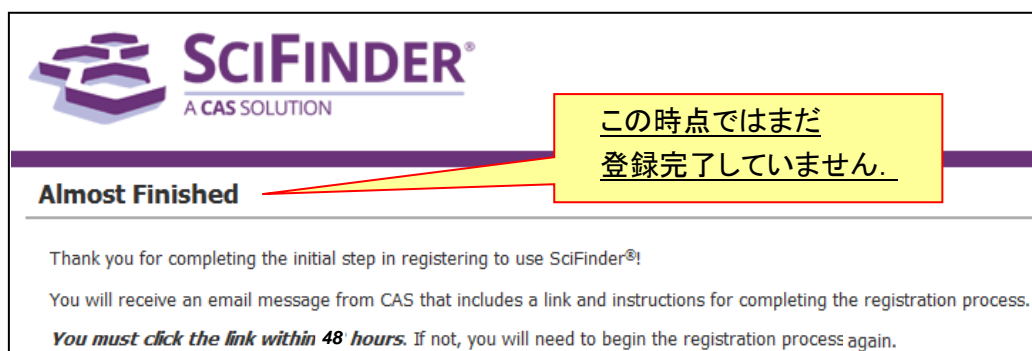 SCIFINDER®
A CAS SOLUTION
この時点ではまだ
登録完了していません.
Almost Finished
Thank you for completing the initial step in registering to use SciFinder®!
You will receive an email message from CAS that includes a link and instructions for completing the registration process.
You must click the link within 48 hours. If not, you will need to begin the registration process again.